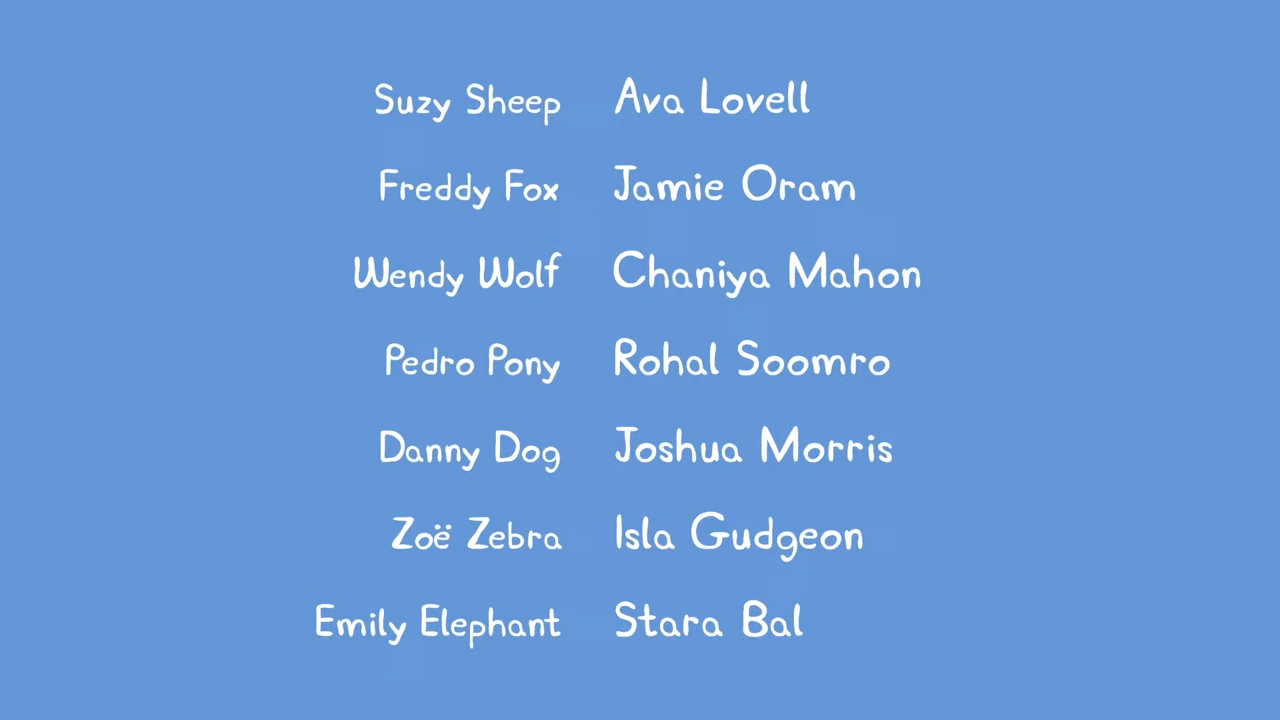 Suzy Sheep Ava Lovell
Freddy Fox Jamie Oram
Wendy Wolf Chaniya Mahon
Pedro Pony Rohal Soomro
Danny Dog Joshua Morris
Zoë Zebra Isla Gudgeon
Emily Elephant Stara Bal